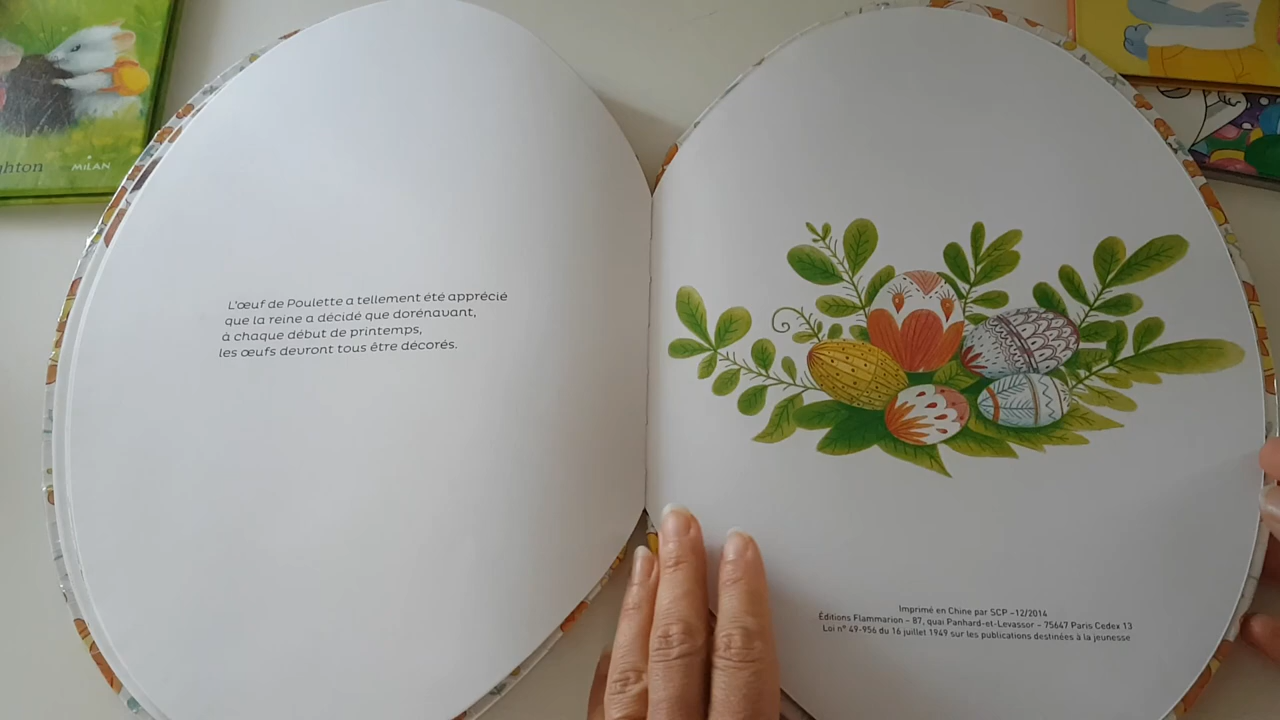 ghton
MiLAN
L'œuf de Poulette a tellement été apprécié
que la reine a décidé que dorénavant,
à chaque début de printemps,
les œufs devront tous être décorés.
Imprimé en Chine par SCP –12/2014
Éditions Flammarion – 87, quai Panhard-et-Levassor – 75647 Paris Cedex 13
Loi n° 49-956 du 16 juillet 1949 sur les publications destinées à la jeunesse